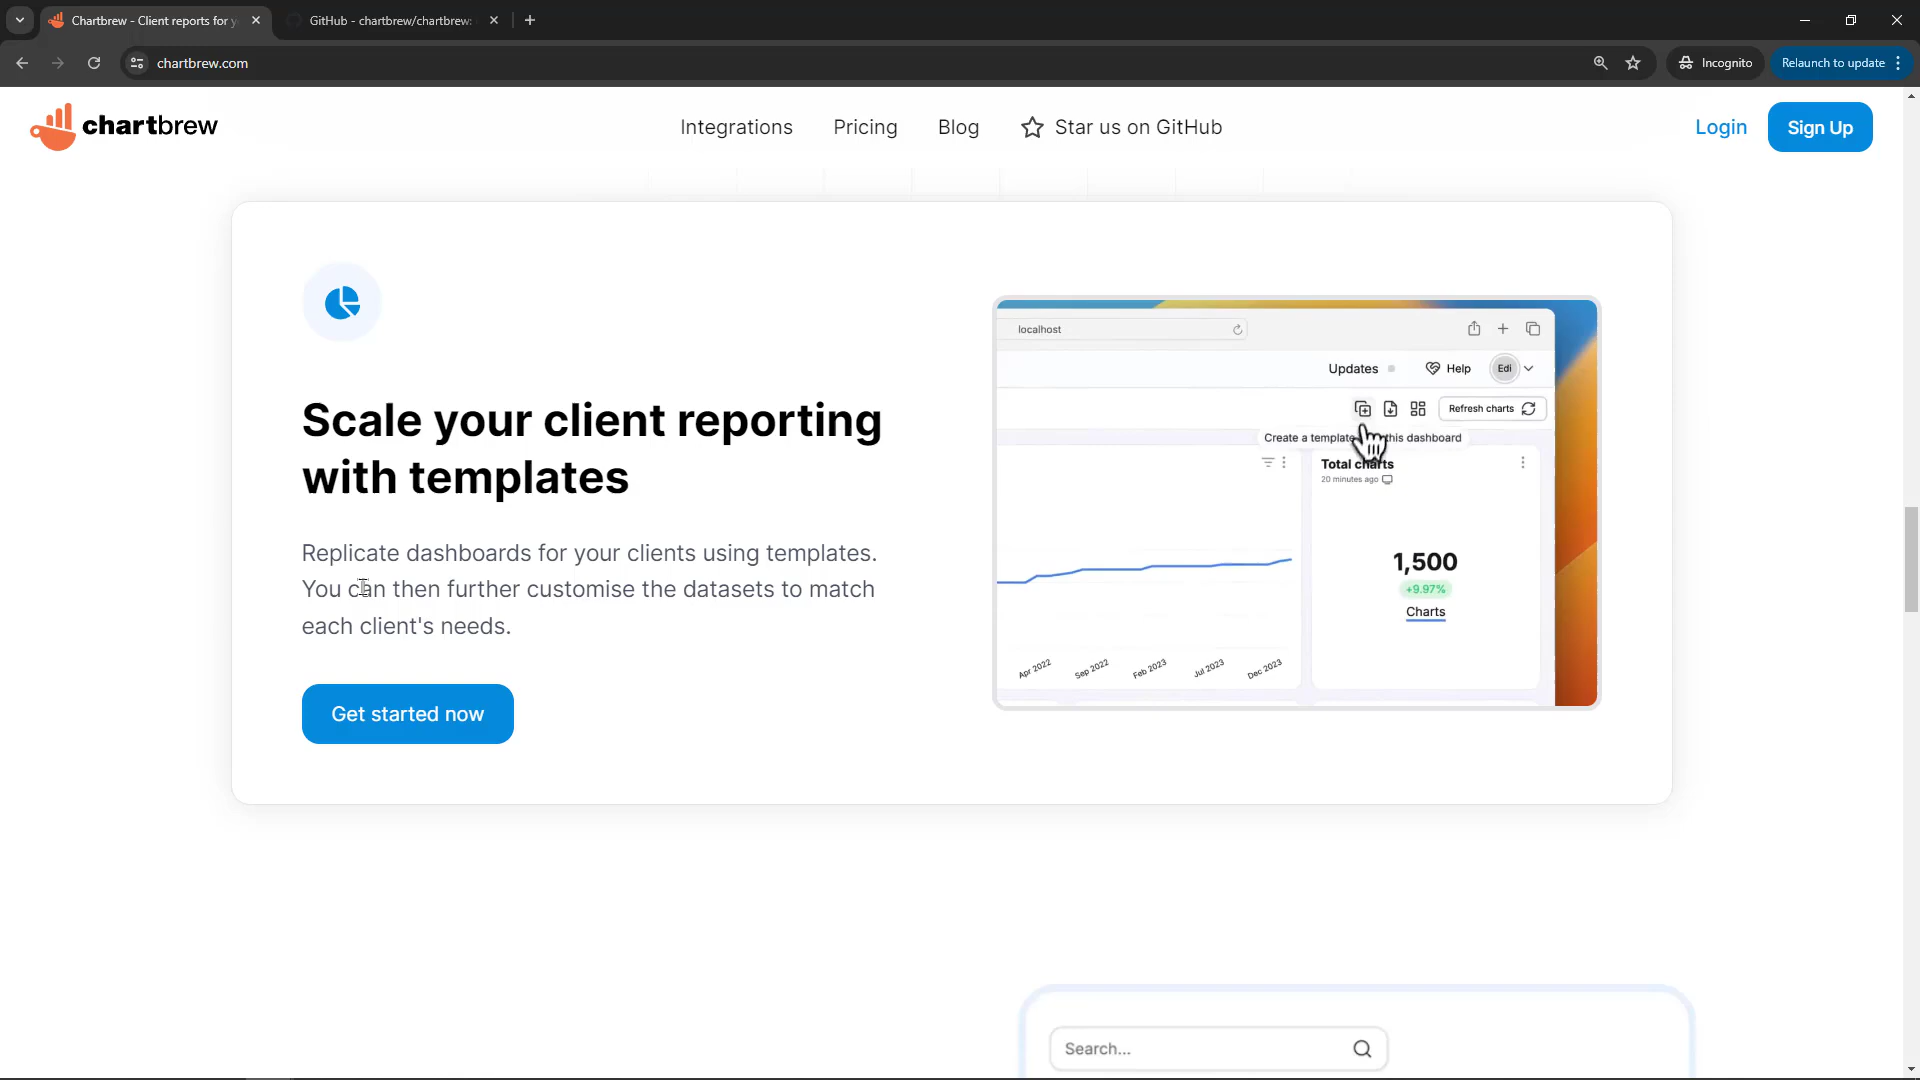 Chartbrew - Client reports for y
GitHub - chartbrew/chartbrew:
chartbrew.com
Incognito
Relaunch to update
chartbrew
Integrations
Pricing
Blog
Star us on GitHub
Login
Sign Up
Scale your client reporting
with templates
Replicate dashboards for your clients using templates.
You can then further customise the datasets to match
each client's needs.
Get started now
localhost
Updates
Help
Edi
Refresh charts
Create a template this dashboard
Total charts
20 minutes ago
1,500
+9.97%
Charts
Apr 2022
Sep 2022
Feb 2023
Jul 2023
Dec 2023
Search...